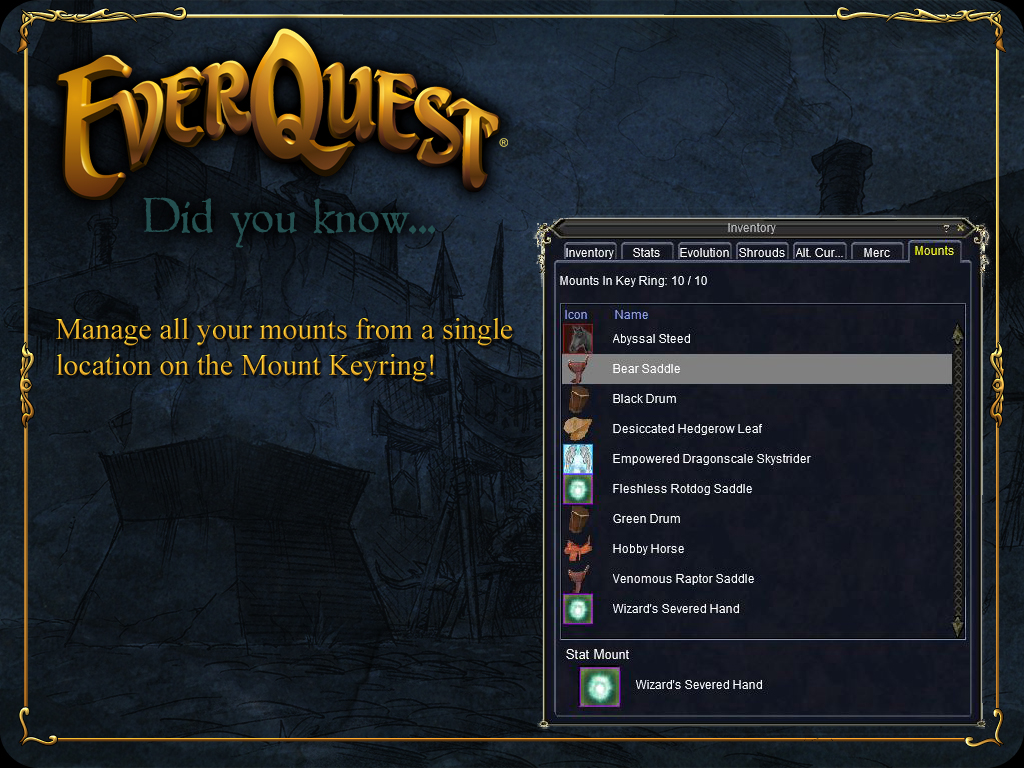 EVERQUEST®
Did you know...
Manage all your mounts from a single
location on the Mount Keyring!
Inventory ? ×
Inventory Stats Evolution Shrouds Alt. Cur... Merc Mounts
Mounts In Key Ring: 10 / 10
Icon Name
Abyssal Steed
Bear Saddle
Black Drum
Desiccated Hedgerow Leaf
Empowered Dragonscale Skystrider
Fleshless Rotdog Saddle
Green Drum
Hobby Horse
Venomous Raptor Saddle
Wizard's Severed Hand
Stat Mount
Wizard's Severed Hand